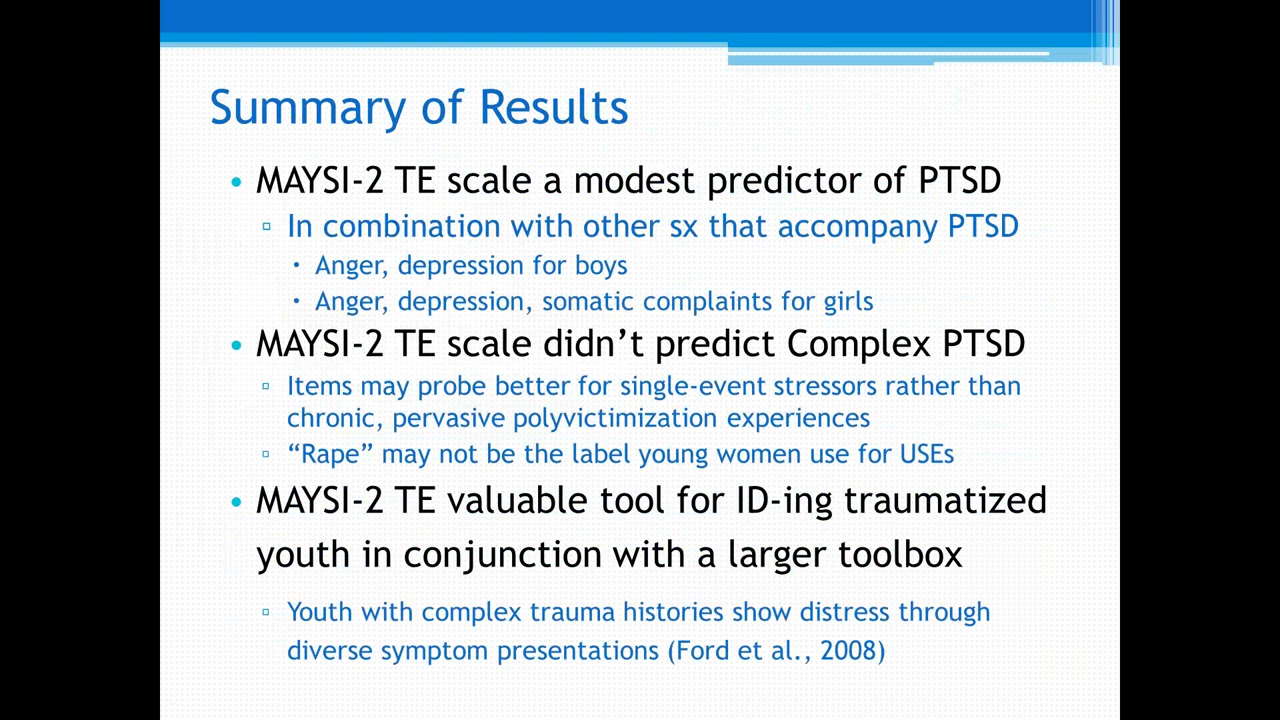 Summary of Results
• MAYSI-2 TE scale a modest predictor of PTSD
▫ In combination with other sx that accompany PTSD
• Anger, depression for boys
• Anger, depression, somatic complaints for girls
• MAYSI-2 TE scale didn’t predict Complex PTSD
▫ Items may probe better for single-event stressors rather than
chronic, pervasive polyvictimization experiences
▫ “Rape” may not be the label young women use for USEs
• MAYSI-2 TE valuable tool for ID-ing traumatized
youth in conjunction with a larger toolbox
▫ Youth with complex trauma histories show distress through
diverse symptom presentations (Ford et al., 2008)